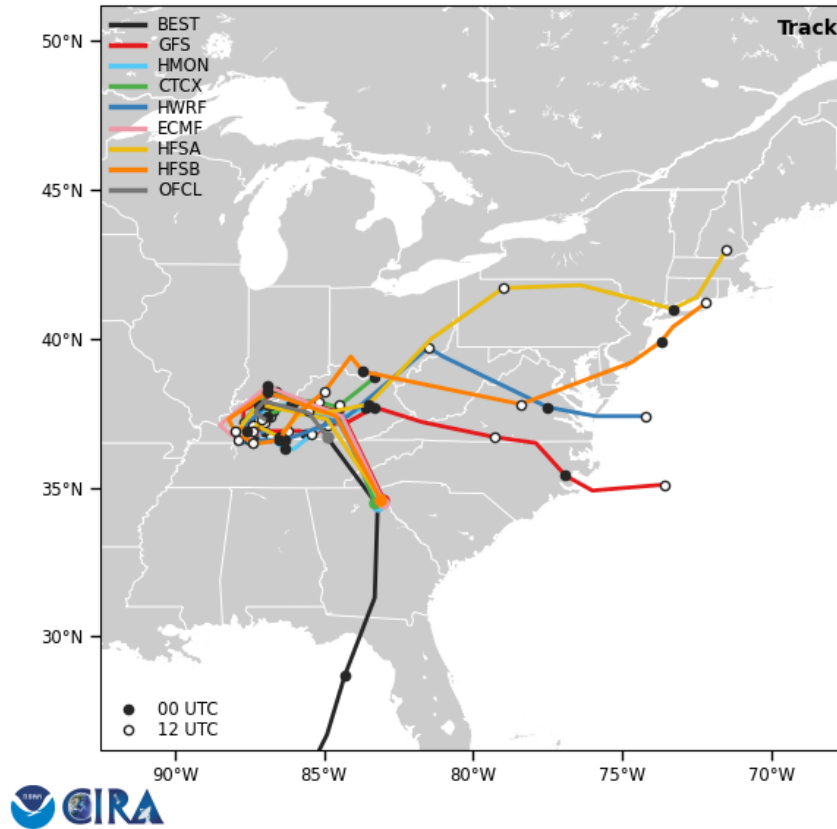 Track
BEST
GFS
HMON
CTCX
HWRF
ECMF
HFSA
HFSB
OFCL
50°N
45°N
40°N
35°N
30°N
00 UTC
12 UTC
90°W
85°W
80°W
75°W
70°W
CIRA